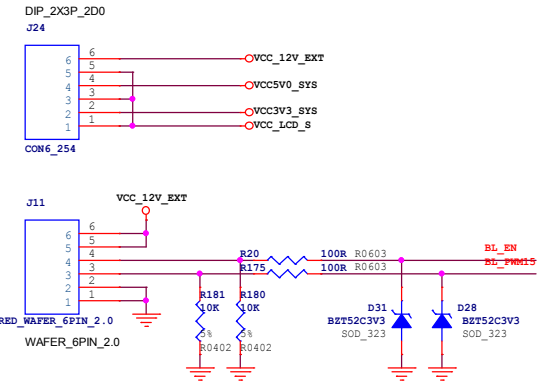 DIP_2X3P_2D0
J24
6 6 VCC_12V_EXT
5 5
4 4 VCC5V0_SYS
3 3
2 2 VCC3V3_SYS
1 1 VCC_LCD_S
CON6_254
J11
VCC_12V_EXT
6 6
5 5
4 4 R20 100R R0603 BL_EN
3 3 R175 100R R0603 BL_PWM15
2 2
1 1
R181 R180
10K 10K
5% 5%
R0402 R0402
D31 D28
BZT52C3V3 BZT52C3V3
SOD_323 SOD_323
RED_WAFER_6PIN_2.0
WAFER_6PIN_2.0